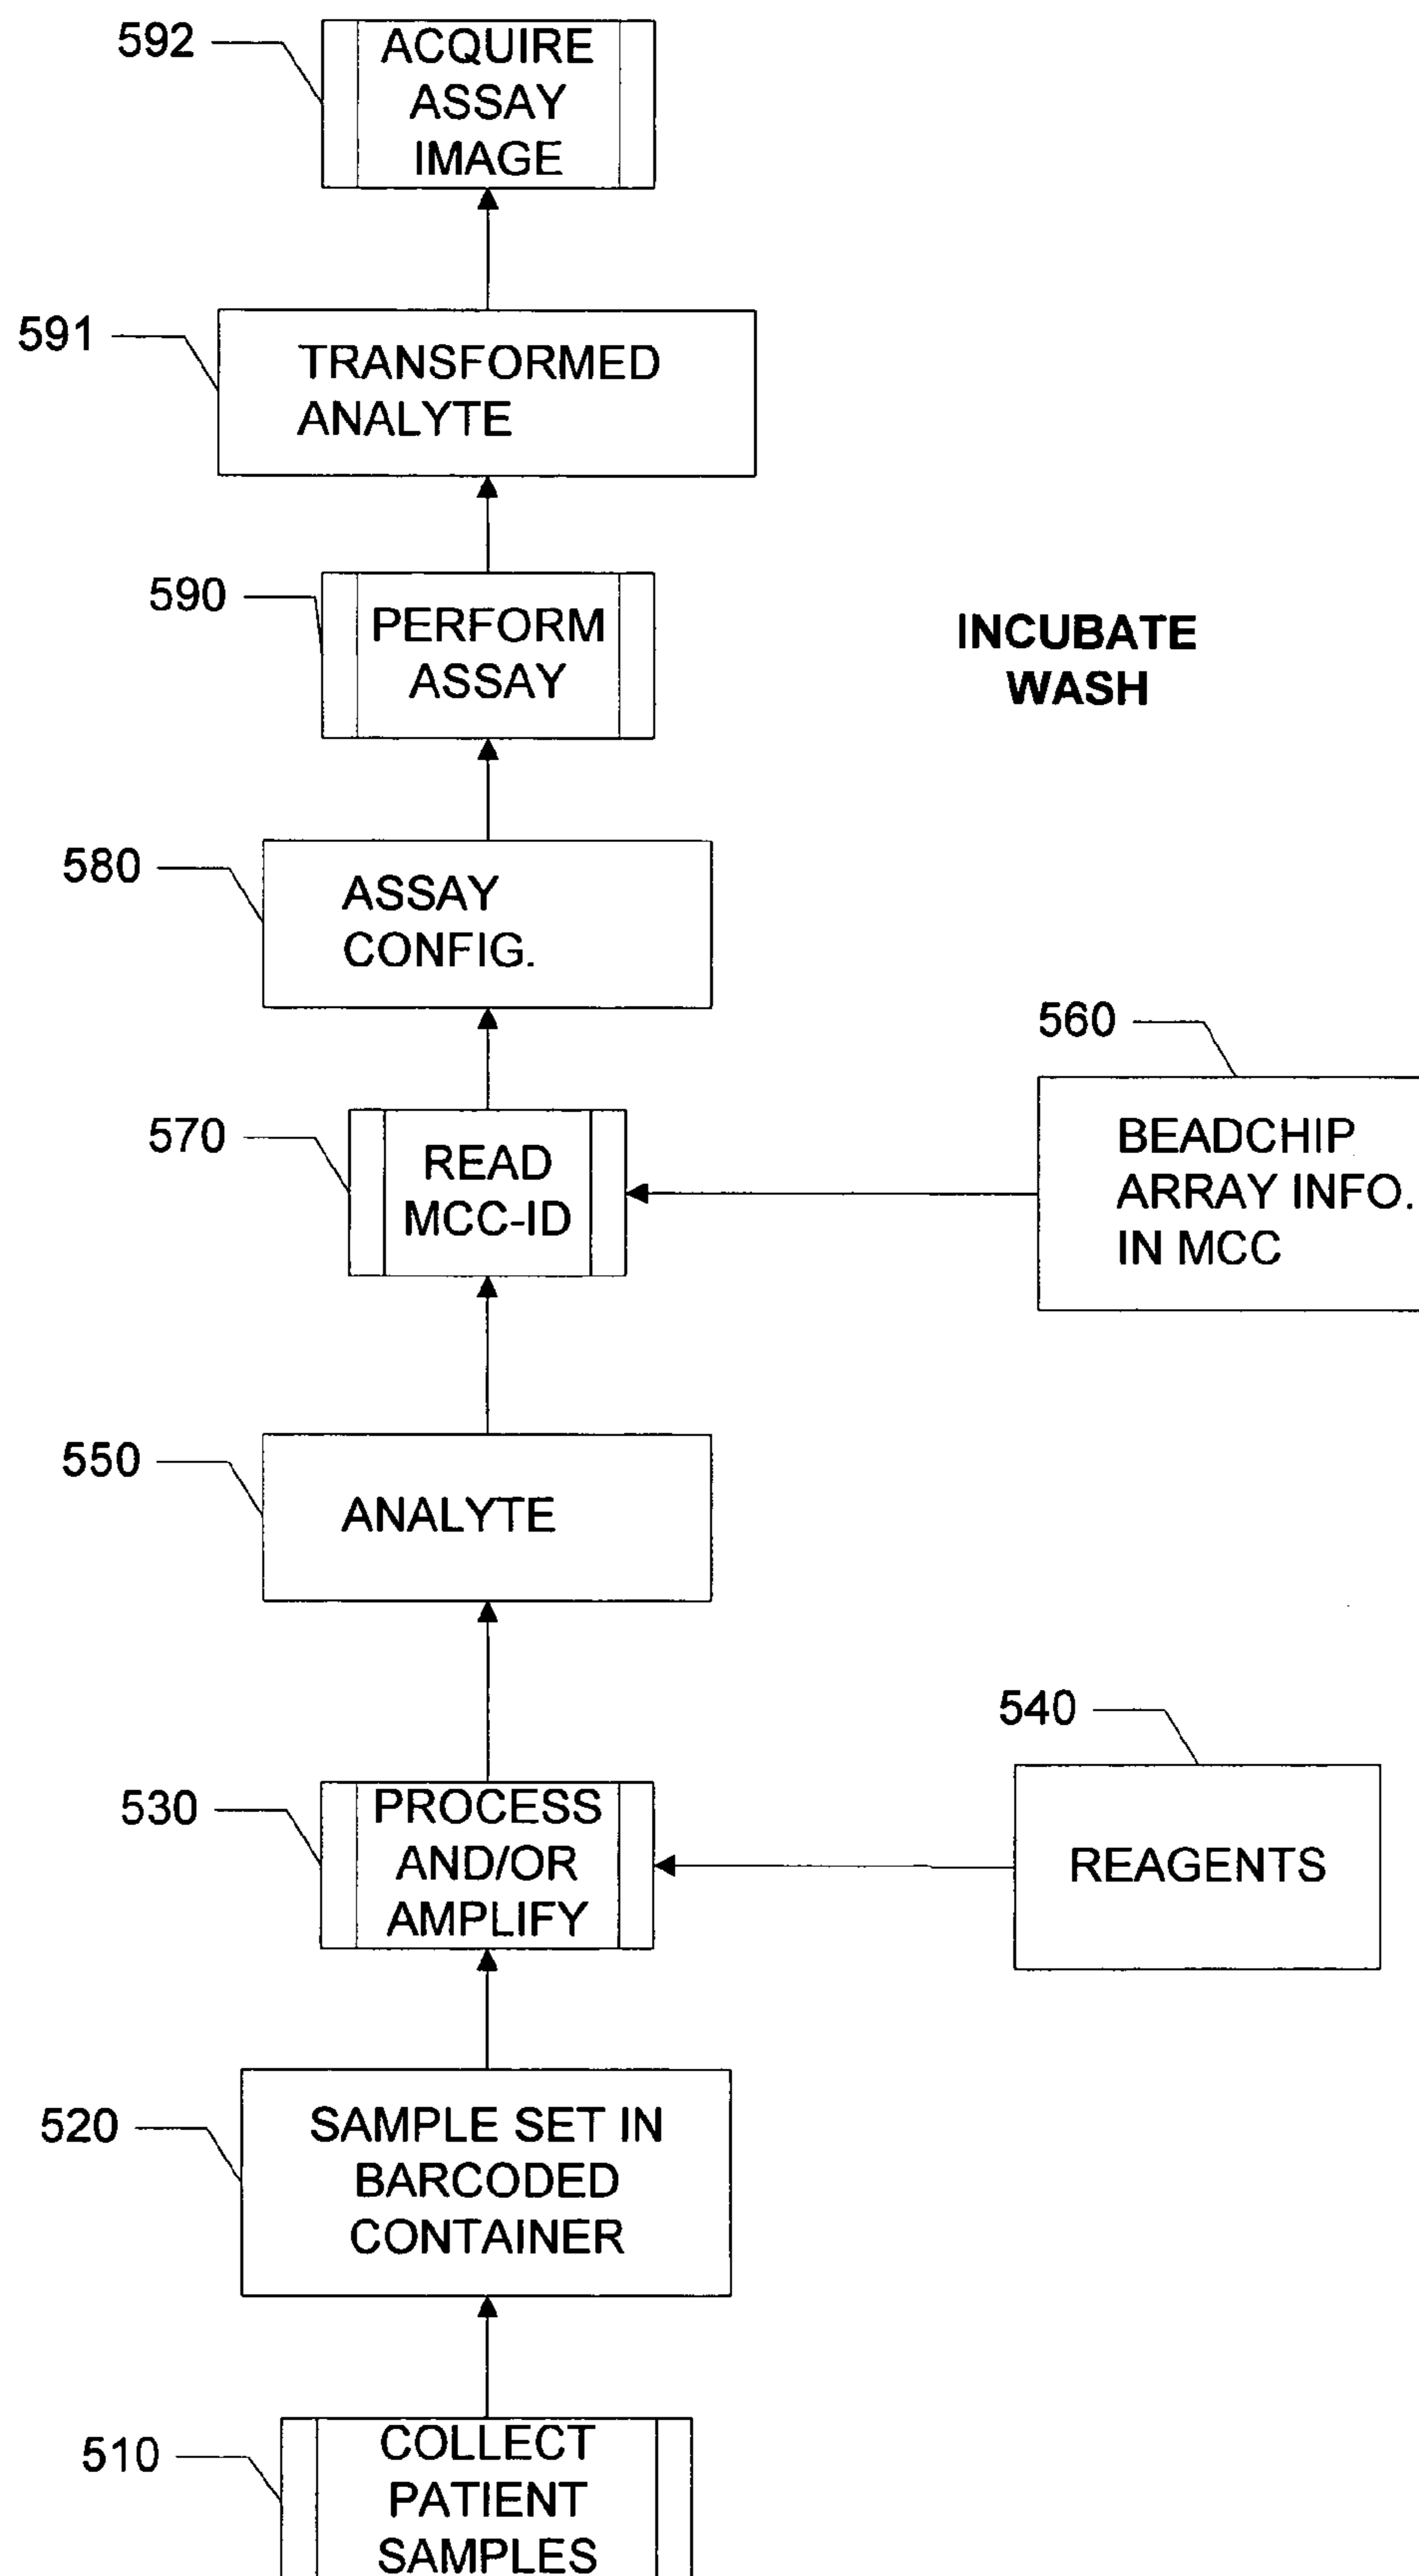 592
ACQUIRE
ASSAY
IMAGE
591
TRANSFORMED
ANALYTE
590
PERFORM
ASSAY
INCUBATE
WASH
580
ASSAY
CONFIG.
560
570
READ
MCC-ID
BEADCHIP
ARRAY INFO.
IN MCC
550
ANALYTE
540
530
PROCESS
AND/OR
AMPLIFY
REAGENTS
520
SAMPLE SET IN
BARCODED
CONTAINER
510
COLLECT
PATIENT
SAMPLES